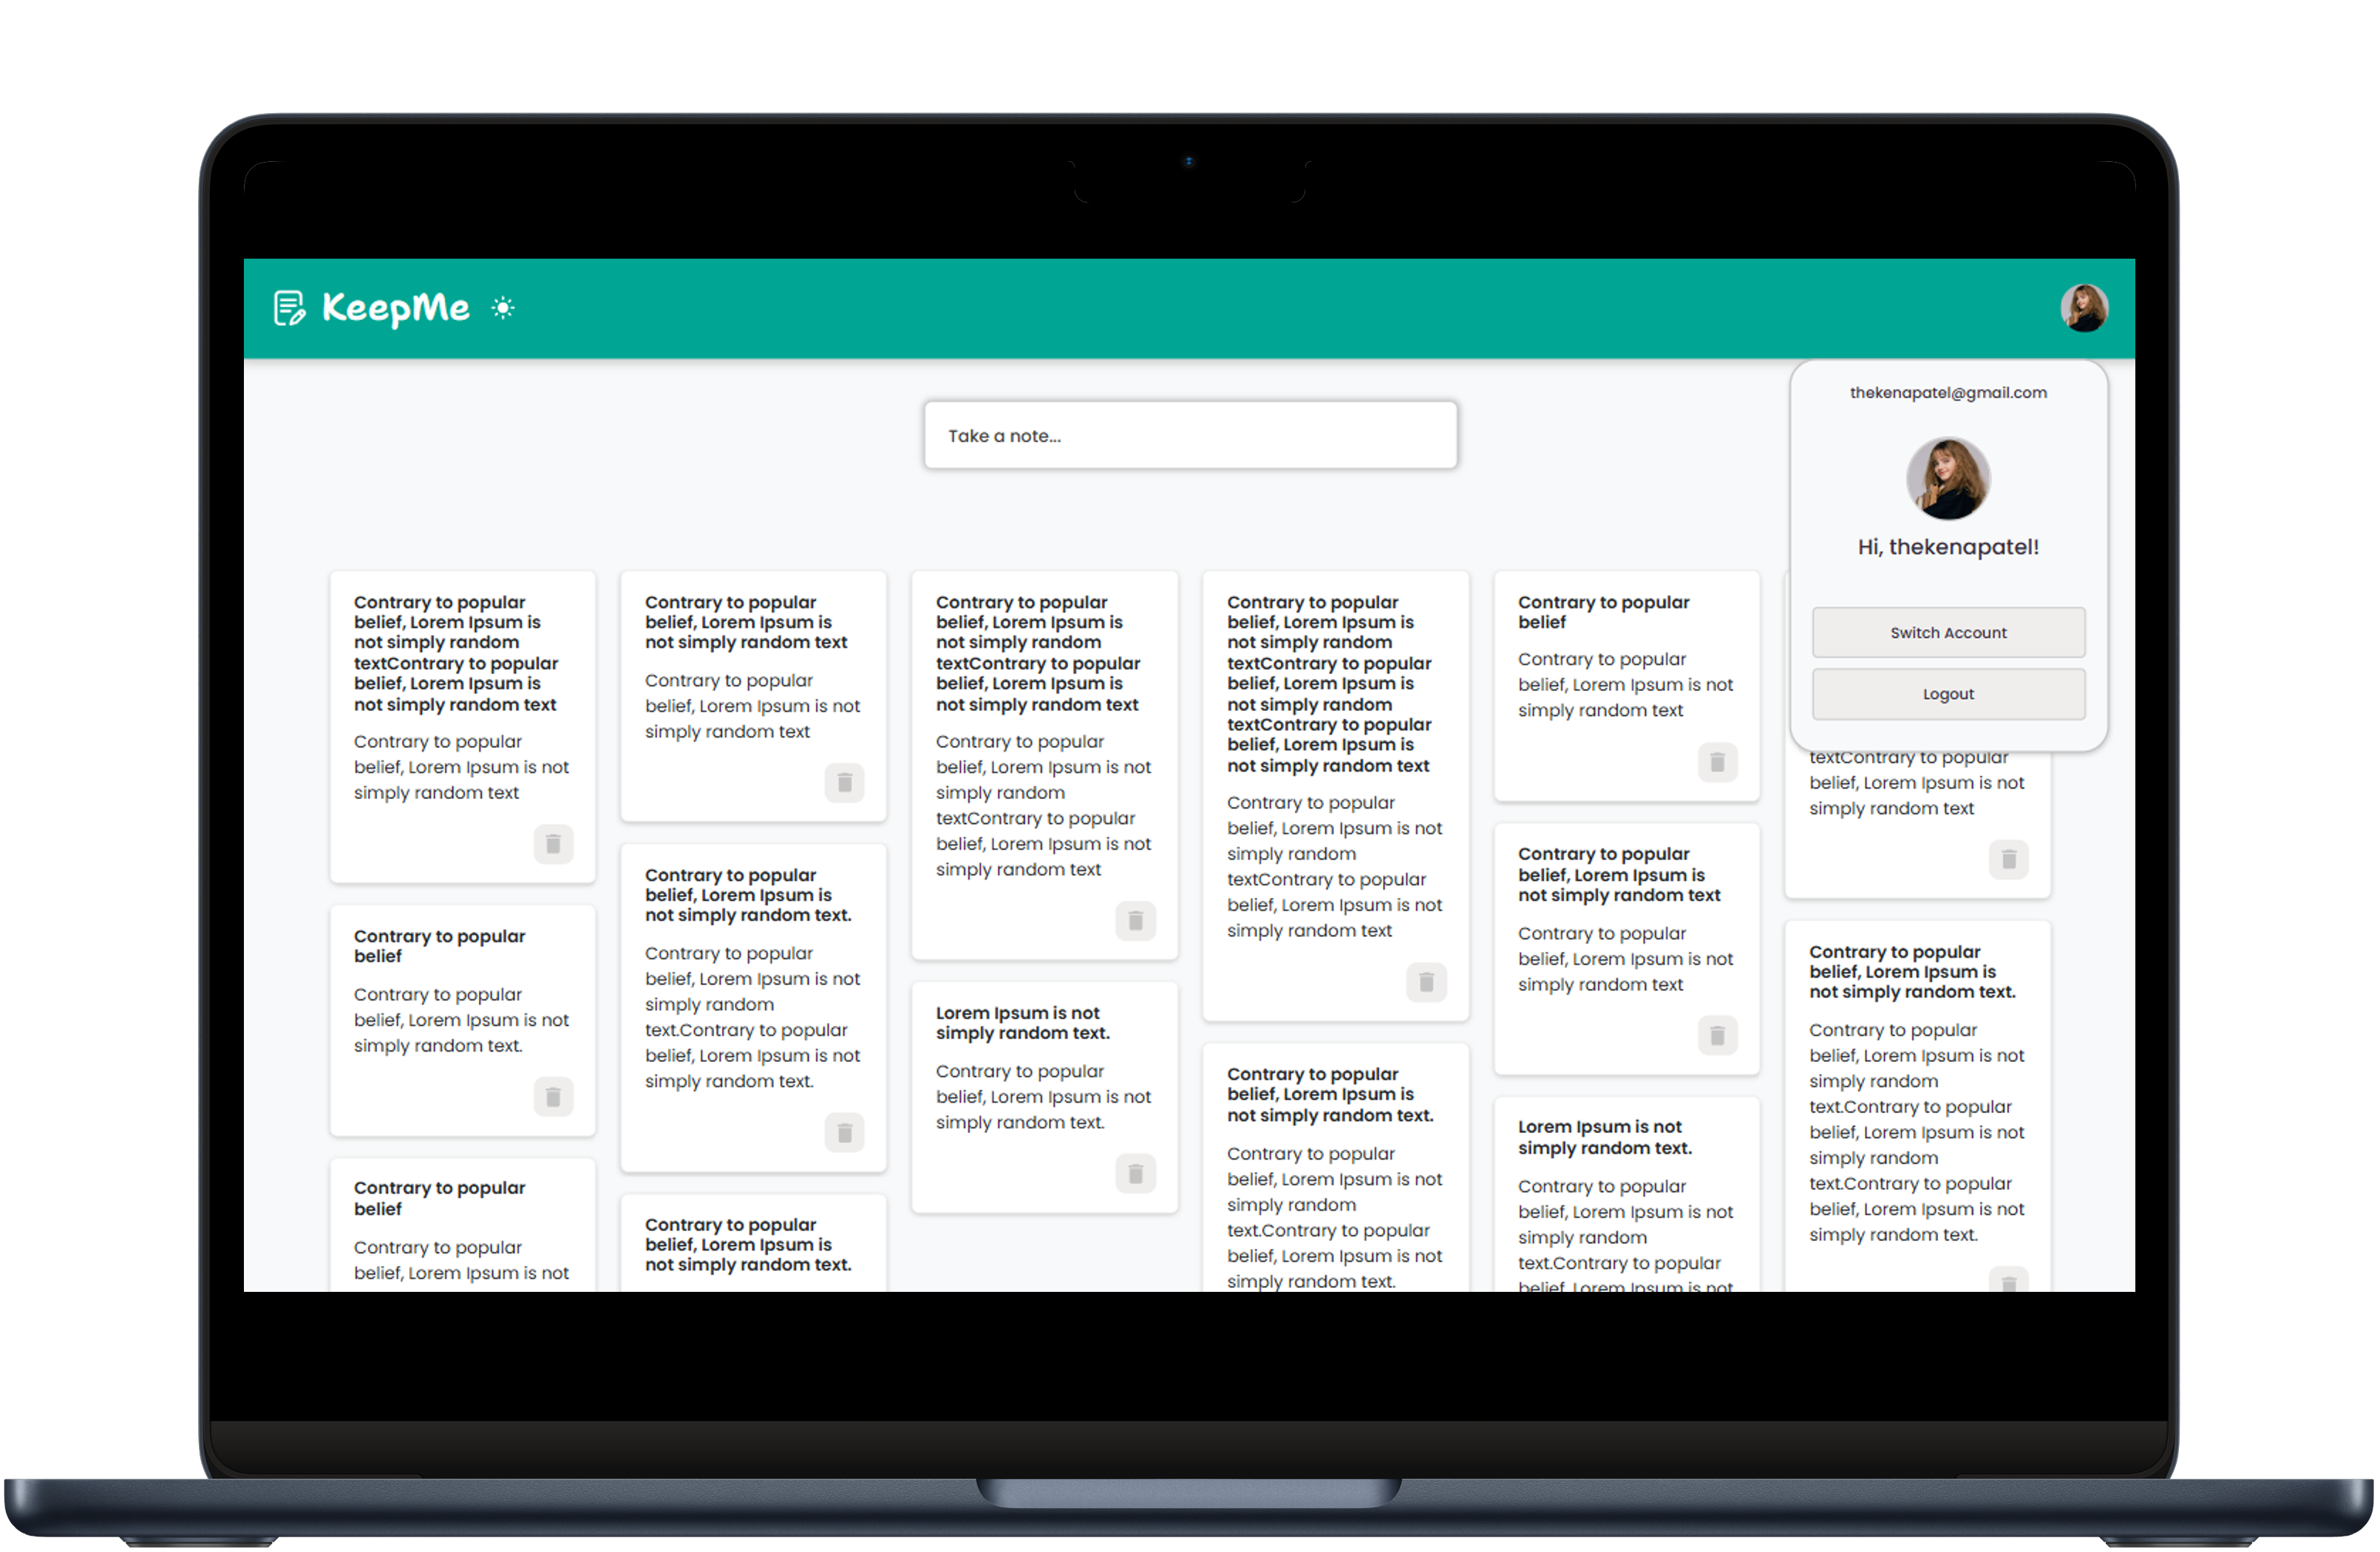 KeepMe
thekenapatel@gmail.com
Take a note...
Hi, thekenapatel!
Switch Account
Logout
Contrary to popular
belief, Lorem Ipsum is
not simply random
textContrary to popular
belief, Lorem Ipsum is
not simply random text
Contrary to popular
belief, Lorem Ipsum is not
simply random text
Contrary to popular
belief
Contrary to popular
belief, Lorem Ipsum is not
simply random text.
Contrary to popular
belief
Contrary to popular
belief, Lorem Ipsum is not
Contrary to popular
belief, Lorem Ipsum is
not simply random text
Contrary to popular
belief, Lorem Ipsum is not
simply random text
Contrary to popular
belief, Lorem Ipsum is
not simply random text.
Contrary to popular
belief, Lorem Ipsum is not
simply random
text.Contrary to popular
belief, Lorem Ipsum is not
simply random text.
Contrary to popular
belief, Lorem Ipsum is
not simply random text.
Contrary to popular
belief, Lorem Ipsum is
not simply random
textContrary to popular
belief, Lorem Ipsum is
not simply random text
Contrary to popular
belief, Lorem Ipsum is not
simply random
textContrary to popular
belief, Lorem Ipsum is not
simply random text
Lorem Ipsum is not
simply random text.
Contrary to popular
belief, Lorem Ipsum is not
simply random text.
Contrary to popular
belief, Lorem Ipsum is
not simply random
textContrary to popular
belief, Lorem Ipsum is
not simply random
textContrary to popular
belief, Lorem Ipsum is
not simply random text
Contrary to popular
belief, Lorem Ipsum is not
simply random
textContrary to popular
belief, Lorem Ipsum is not
simply random text
Contrary to popular
belief, Lorem Ipsum is
not simply random text.
Contrary to popular
belief, Lorem Ipsum is not
simply random
text.Contrary to popular
belief, Lorem Ipsum is not
simply random text.
Contrary to popular
belief
Contrary to popular
belief, Lorem Ipsum is not
simply random text
Contrary to popular
belief, Lorem Ipsum is
not simply random text
Contrary to popular
belief, Lorem Ipsum is not
simply random text
Lorem Ipsum is not
simply random text.
Contrary to popular
belief, Lorem Ipsum is not
simply random
text.Contrary to popular
belief, Lorem Ipsum is not
textContrary to popular
belief, Lorem Ipsum is not
simply random text
Contrary to popular
belief, Lorem Ipsum is
not simply random text.
Contrary to popular
belief, Lorem Ipsum is not
simply random
text.Contrary to popular
belief, Lorem Ipsum is not
simply random
text.Contrary to popular
belief, Lorem Ipsum is not
simply random text.